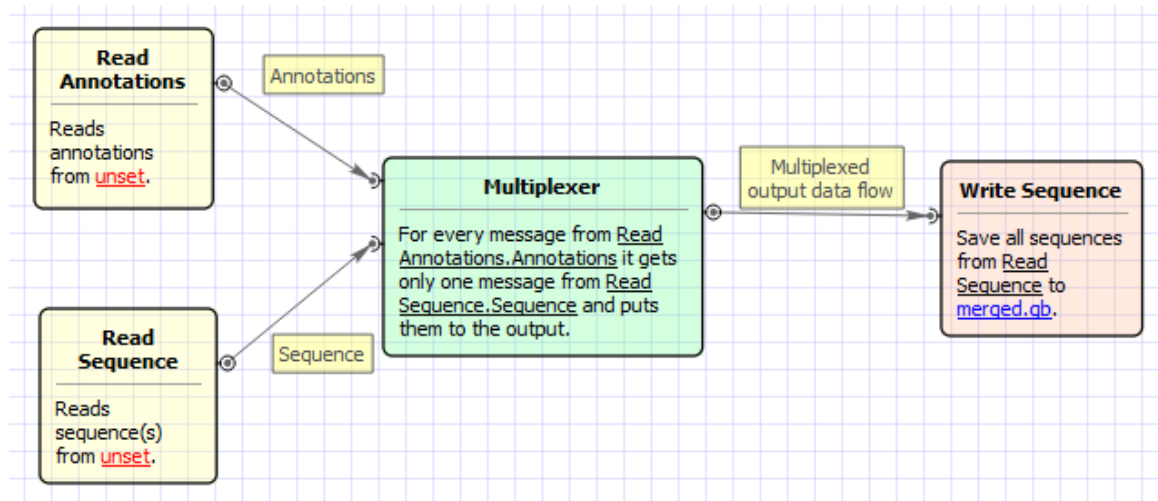 Read
Annotations
Reads
annotations
from unset.
Annotations
Read
Sequence
Reads
sequence(s)
from unset.
Sequence
Multiplexer
For every message from Read
Annotations.Annotations it gets
only one message from Read
Sequence.Sequence and puts
them to the output.
Multiplexed
output data flow
Write Sequence
Save all sequences
from Read
Sequence to
merged.gb.